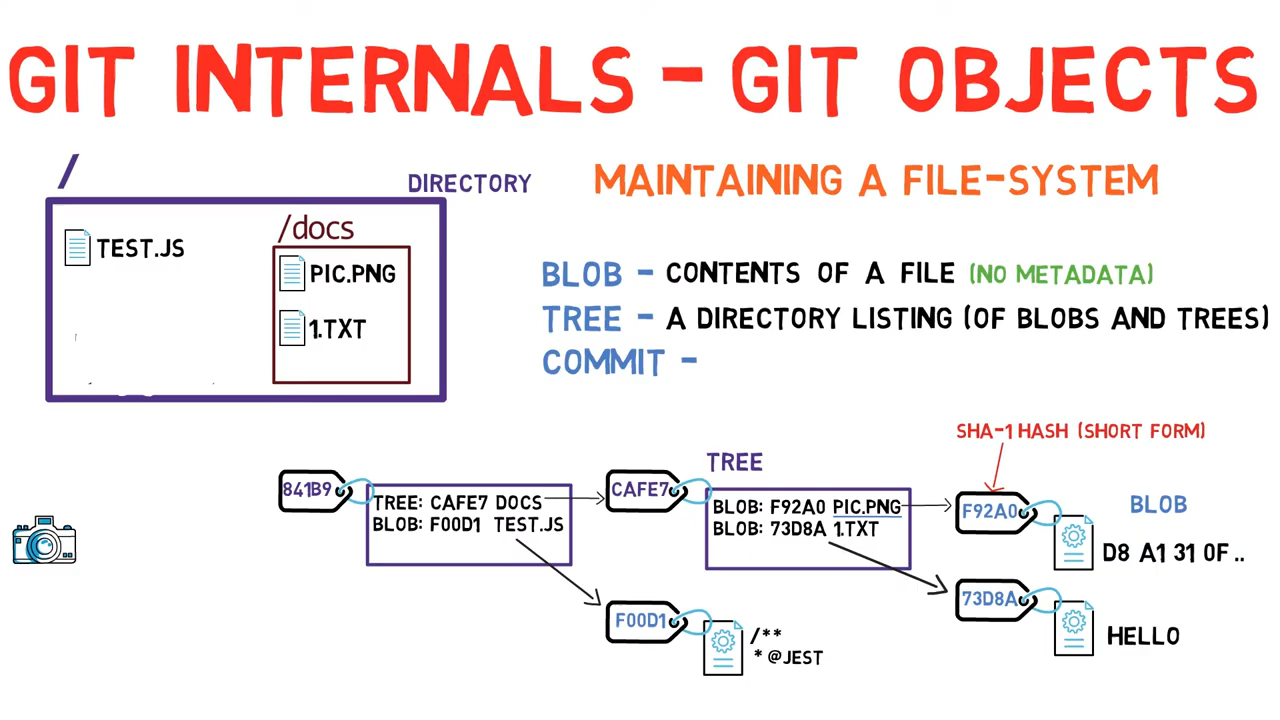 GIT INTERNALS - GIT OBJECTS
/
DIRECTORY
MAINTAINING A FILE-SYSTEM
TEST.JS
/docs
PIC.PNG
1.TXT
BLOB - CONTENTS OF A FILE (NO METADATA)
TREE - A DIRECTORY LISTING (OF BLOBS AND TREES)
COMMIT -
SHA-1 HASH (SHORT FORM)
841B9
TREE: CAFE7 DOCS
BLOB: F00D1 TEST.JS
CAFE7
TREE
BLOB: F92A0 PIC.PNG
BLOB: 73D8A 1.TXT
F92A0
BLOB
D8 A1 31 0F ..
F00D1
/**
* @JEST
73D8A
HELLO